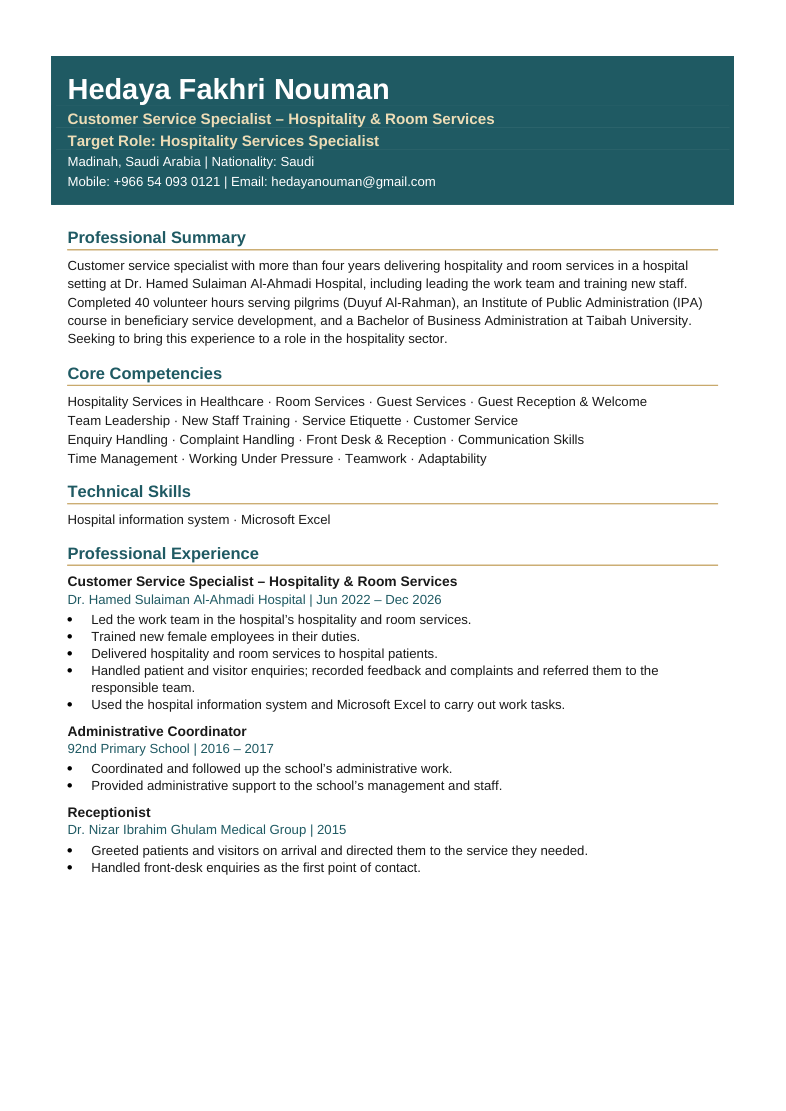 Hedaya Fakhri Nouman
Customer Service Specialist – Hospitality & Room Services
Target Role: Hospitality Services Specialist
Madinah, Saudi Arabia | Nationality: Saudi
Mobile: +966 54 093 0121 | Email: hedayanouman@gmail.com
Professional Summary
Customer service specialist with more than four years delivering hospitality and room services in a hospital
setting at Dr. Hamed Sulaiman Al-Ahmadi Hospital, including leading the work team and training new staff.
Completed 40 volunteer hours serving pilgrims (Duyuf Al-Rahman), an Institute of Public Administration (IPA)
course in beneficiary service development, and a Bachelor of Business Administration at Taibah University.
Seeking to bring this experience to a role in the hospitality sector.
Core Competencies
Hospitality Services in Healthcare · Room Services · Guest Services · Guest Reception & Welcome
Team Leadership · New Staff Training · Service Etiquette · Customer Service
Enquiry Handling · Complaint Handling · Front Desk & Reception · Communication Skills
Time Management · Working Under Pressure · Teamwork · Adaptability
Technical Skills
Hospital information system · Microsoft Excel
Professional Experience
Customer Service Specialist – Hospitality & Room Services
Dr. Hamed Sulaiman Al-Ahmadi Hospital | Jun 2022 – Dec 2026
• Led the work team in the hospital’s hospitality and room services.
• Trained new female employees in their duties.
• Delivered hospitality and room services to hospital patients.
• Handled patient and visitor enquiries; recorded feedback and complaints and referred them to the
responsible team.
• Used the hospital information system and Microsoft Excel to carry out work tasks.
Administrative Coordinator
92nd Primary School | 2016 – 2017
• Coordinated and followed up the school’s administrative work.
• Provided administrative support to the school’s management and staff.
Receptionist
Dr. Nizar Ibrahim Ghulam Medical Group | 2015
• Greeted patients and visitors on arrival and directed them to the service they needed.
• Handled front-desk enquiries as the first point of contact.